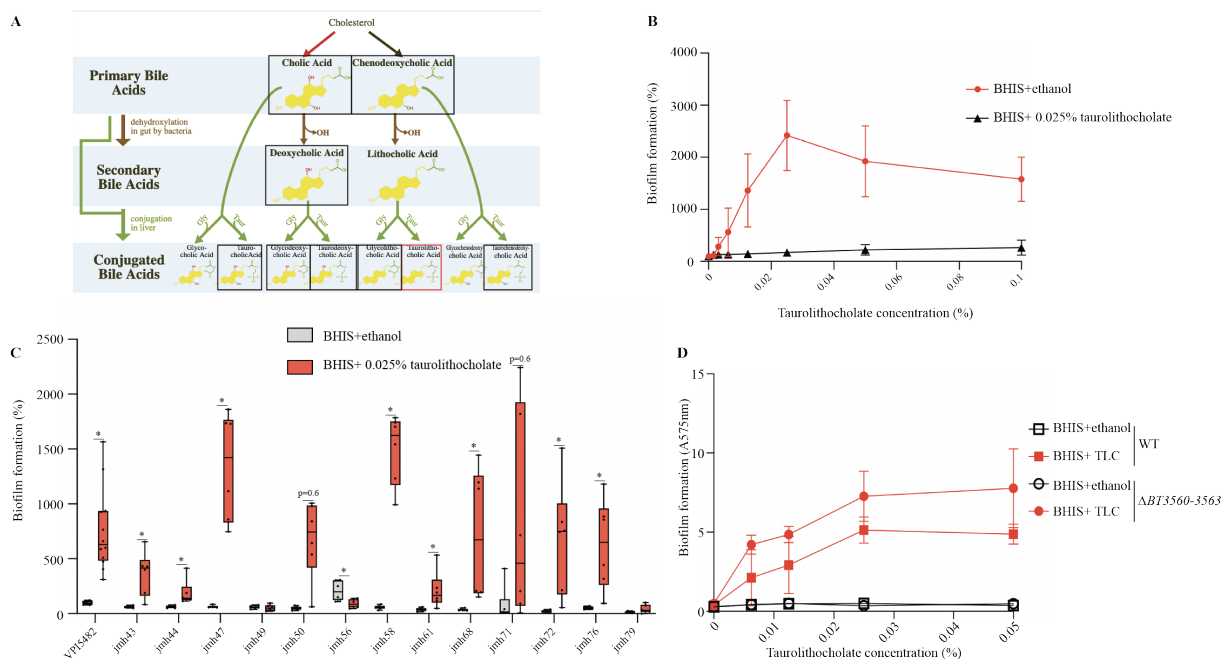 A
Cholesterol
Primary Bile
Acids
Cholic Acid
Chenodeoxycholic Acid
OH
OH
OH
dehydroxylation
in gut by bacteria
OH
OH
Secondary
Bile Acids
Deoxycholic Acid
Lithocholic Acid
OH
OH
OH
conjugation
in liver
Gly
Taur
Gly
Taur
Gly
Taur
Gly
Taur
Conjugated
Bile Acids
Glyco-
cholic Acid
Tauro-
cholicAcid
Glycodeoxy-
cholic Acid
Taurodeoxy-
cholic Acid
Glycolitho-
cholic Acid
Taurolitho-
cholic Acid
Glycochenodeoxy-
cholic Acid
Taurochenodeoxy-
cholic Acid
B
Biofilm formation (%)
4000
3000
2000
1000
0
0
0.02
0.04
0.06
0.08
0.1
Taurolithocholate concentration (%)
BHIS+ethanol
BHIS+ 0.025% taurolithocholate
C
Biofilm formation (%)
2500
2000
1500
1000
500
0
BHIS+ethanol
BHIS+ 0.025% taurolithocholate
*
*
*
*
p=0.6
*
*
*
*
p=0.6
*
*
VPI5482
jmh43
jmh44
jmh47
jmh49
jmh50
jmh56
jmh58
jmh61
jmh68
jmh71
jmh72
jmh76
jmh79
D
Biofilm formation (A575nm)
15
10
5
0
0
0.01
0.02
0.03
0.04
0.05
Taurolithocholate concentration (%)
BHIS+ethanol
BHIS+ TLC
WT
BHIS+ethanol
BHIS+ TLC
ΔBT3560-3563